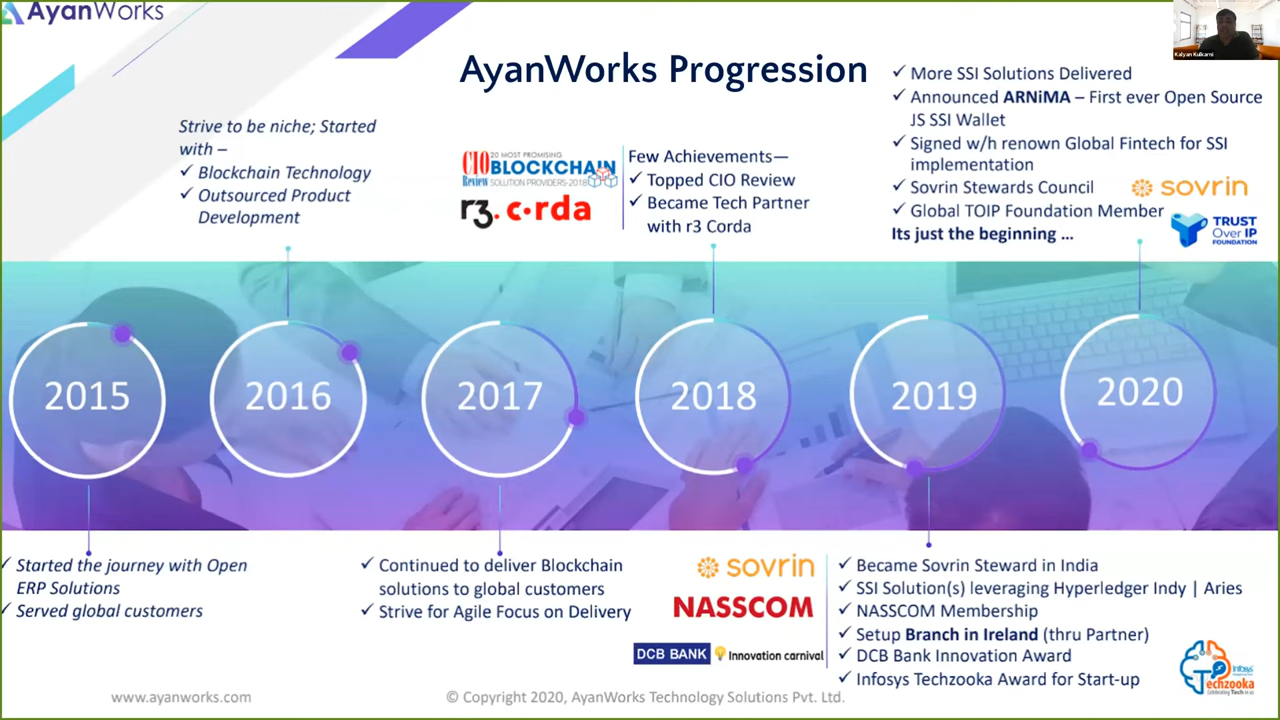 AyanWorks
Kalyan Kulkarni
AyanWorks Progression
Strive to be niche; Started
with –
✓ Blockchain Technology
✓ Outsourced Product
Development
CIO
Review
20 MOST PROMISING
BLOCKCHAIN
SOLUTION PROVIDERS-2018
r3. c·rda
Few Achievements—
✓ Topped CIO Review
✓ Became Tech Partner
with r3 Corda
✓ More SSI Solutions Delivered
✓ Announced ARNiMA – First ever Open Source
JS SSI Wallet
✓ Signed w/h renown Global Fintech for SSI
implementation
✓ Sovrin Stewards Council
✓ Global TOIP Foundation Member
Its just the beginning ...
sovrin
TRUST
Over IP
FOUNDATION
2015
2016
2017
2018
2019
2020
✓ Started the journey with Open
ERP Solutions
✓ Served global customers
✓ Continued to deliver Blockchain
solutions to global customers
✓ Strive for Agile Focus on Delivery
sovrin
NASSCOM
DCB BANK Innovation carnival
✓ Became Sovrin Steward in India
✓ SSI Solution(s) leveraging Hyperledger Indy | Aries
✓ NASSCOM Membership
✓ Setup Branch in Ireland (thru Partner)
✓ DCB Bank Innovation Award
✓ Infosys Techzooka Award for Start-up
Infosys
Techzooka
Celebrating Tech in us
www.ayanworks.com
© Copyright 2020, AyanWorks Technology Solutions Pvt. Ltd.